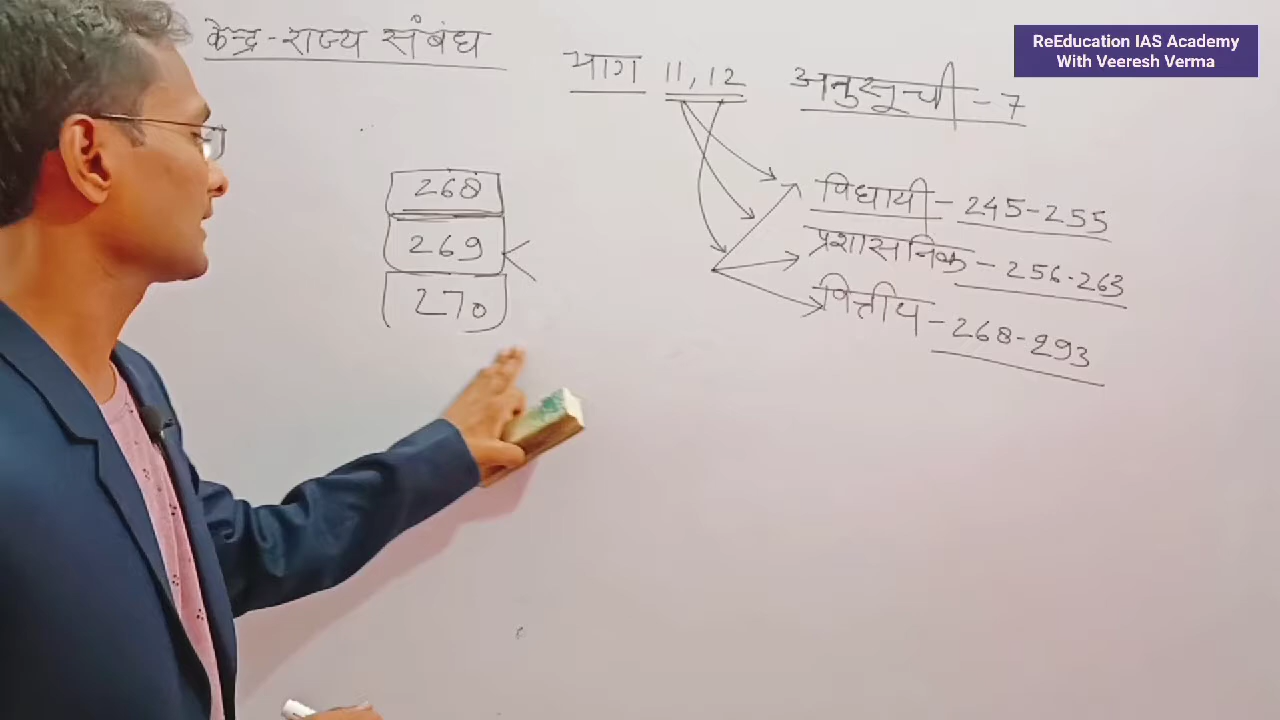 केन्द्र-राज्य संबंध
भाग 11,12 अनुसूची-7
ReEducation IAS Academy
With Veeresh Verma
268
269
270
विधायी-245-255
प्रशासनिक-256-263
वित्तीय-268-293